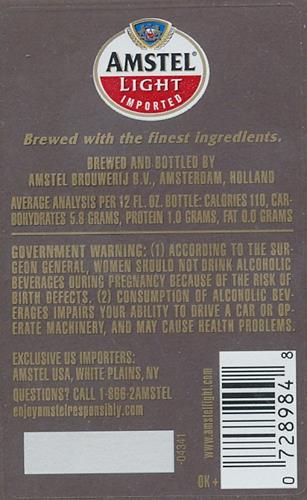 AMSTEL®
LIGHT
IMPORTED
Brewed with the finest ingredients.
BREWED AND BOTTLED BY
AMSTEL BROUWERIJ B.V., AMSTERDAM, HOLLAND
AVERAGE ANALYSIS PER 12 FL. OZ. BOTTLE: CALORIES 110, CAR-
BOHYDRATES 5.8 GRAMS, PROTEIN 1.0 GRAMS, FAT 0.0 GRAMS
GOVERNMENT WARNING: (1) ACCORDING TO THE SUR-
GEON GENERAL, WOMEN SHOULD NOT DRINK ALCOHOLIC
BEVERAGES DURING PREGNANCY BECAUSE OF THE RISK OF
BIRTH DEFECTS. (2) CONSUMPTION OF ALCOHOLIC BEV-
ERAGES IMPAIRS YOUR ABILITY TO DRIVE A CAR OR OP-
ERATE MACHINERY, AND MAY CAUSE HEALTH PROBLEMS.
EXCLUSIVE US IMPORTERS:
AMSTEL USA, WHITE PLAINS, NY
QUESTIONS? CALL 1-866-2AMSTEL
enjoyamstelresponsibly.com
-04341
www.amstellight.com
OK+
0 728984 8